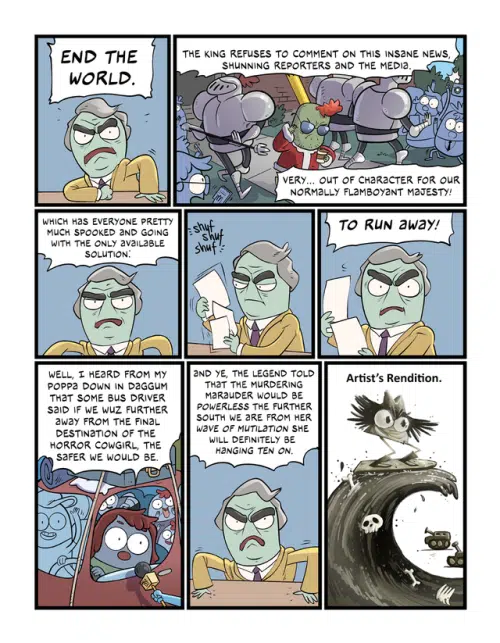 END THE
WORLD.
THE KING REFUSES TO COMMENT ON THIS INSANE NEWS,
SHUNNING REPORTERS AND THE MEDIA.
VERY... OUT OF CHARACTER FOR OUR
NORMALLY FLAMBOYANT MAJESTY!
WHICH HAS EVERYONE PRETTY
MUCH SPOOKED AND GOING
WITH THE ONLY AVAILABLE
SOLUTION:
shuf
shuf
shuf
TO RUN AWAY!
WELL, I HEARD FROM MY
POPPA DOWN IN DAGGUM
THAT SOME BUS DRIVER
SAID IF WE WUZ FURTHER
AWAY FROM THE FINAL
DESTINATION OF THE
HORROR COWGIRL, THE
SAFER WE WOULD BE.
AND YE, THE LEGEND TOLD
THAT THE MURDERING
MARAUDER WOULD BE
POWERLESS THE FURTHER
SOUTH WE ARE FROM HER
WAVE OF MUTILATION SHE
WILL DEFINITELY BE
HANGING TEN ON.
Artist's Rendition.